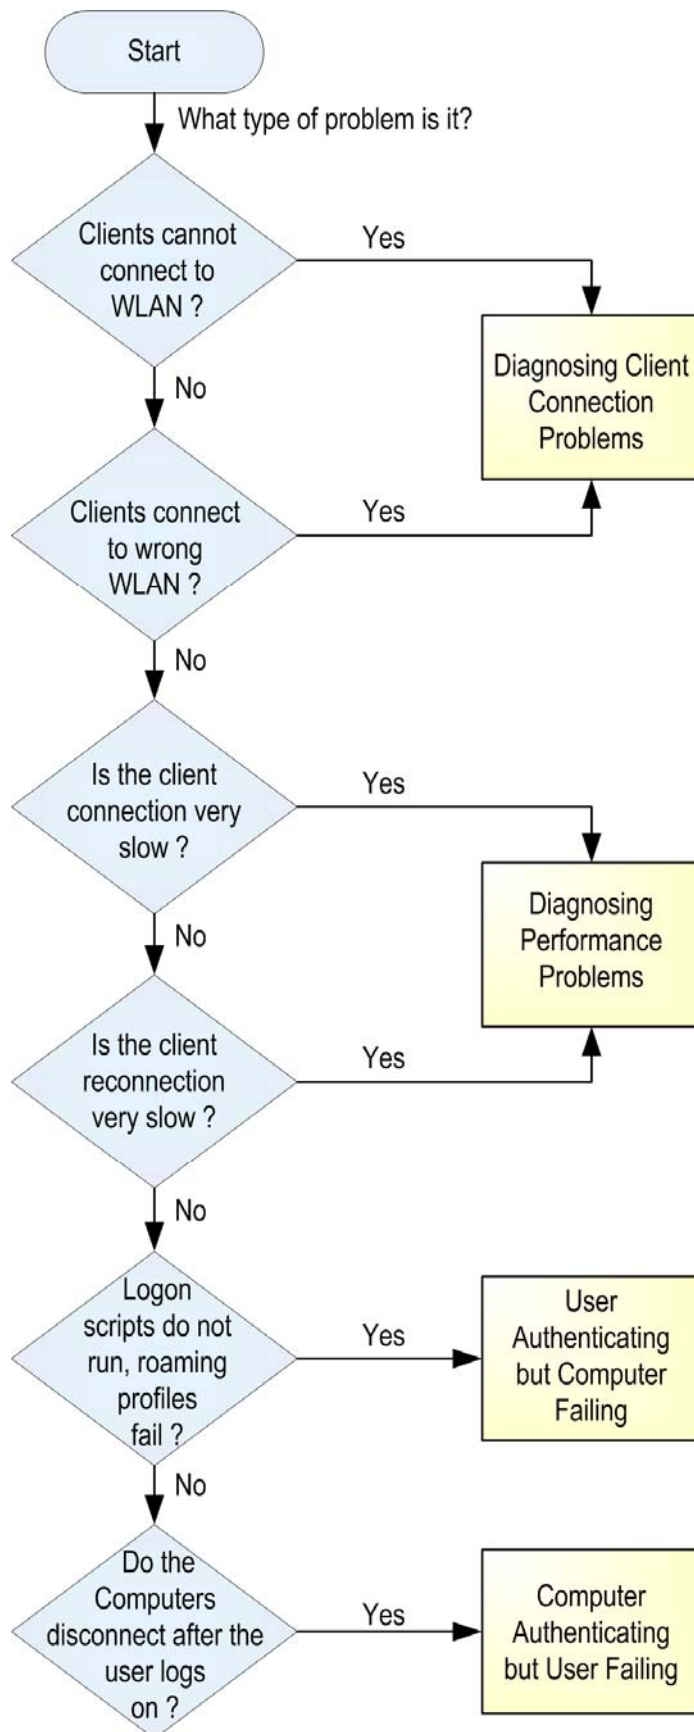 Start
What type of problem is it?
Clients cannot
connect to
WLAN ?
Yes
Diagnosing Client
Connection
Problems
No
Clients connect
to wrong
WLAN ?
Yes
No
Is the client
connection very
slow ?
Yes
Diagnosing
Performance
Problems
No
Is the client
reconnection
very slow ?
Yes
No
Logon
scripts do not
run, roaming
profiles
fail ?
Yes
User
Authenticating
but Computer
Failing
No
Do the
Computers
disconnect after the
user logs
on ?
Yes
Computer
Authenticating
but User Failing